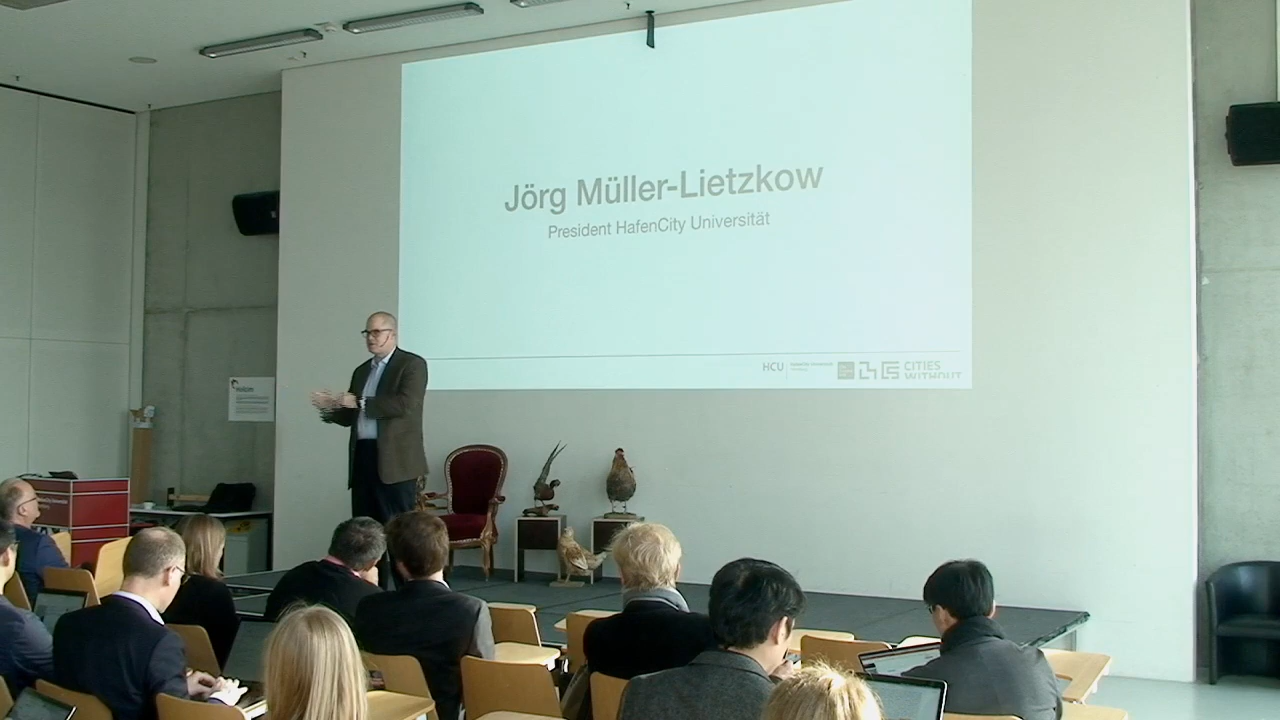 Jörg Müller-Lietzkow
President HafenCity Universität
HCU
CITIES
WITHOUT